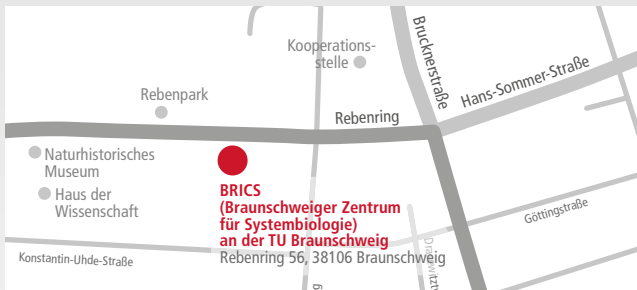 Kooperations-
stelle
Brucknerstraße
Hans-Sommer-Straße
Rebenpark
Rebenring
Naturhistorisches
Museum
Haus der
Wissenschaft
BRICS
(Braunschweiger Zentrum
für Systembiologie)
an der TU Braunschweig
Rebenring 56, 38106 Braunschweig
Göttingstraße
Konstantin-Uhde-Straße